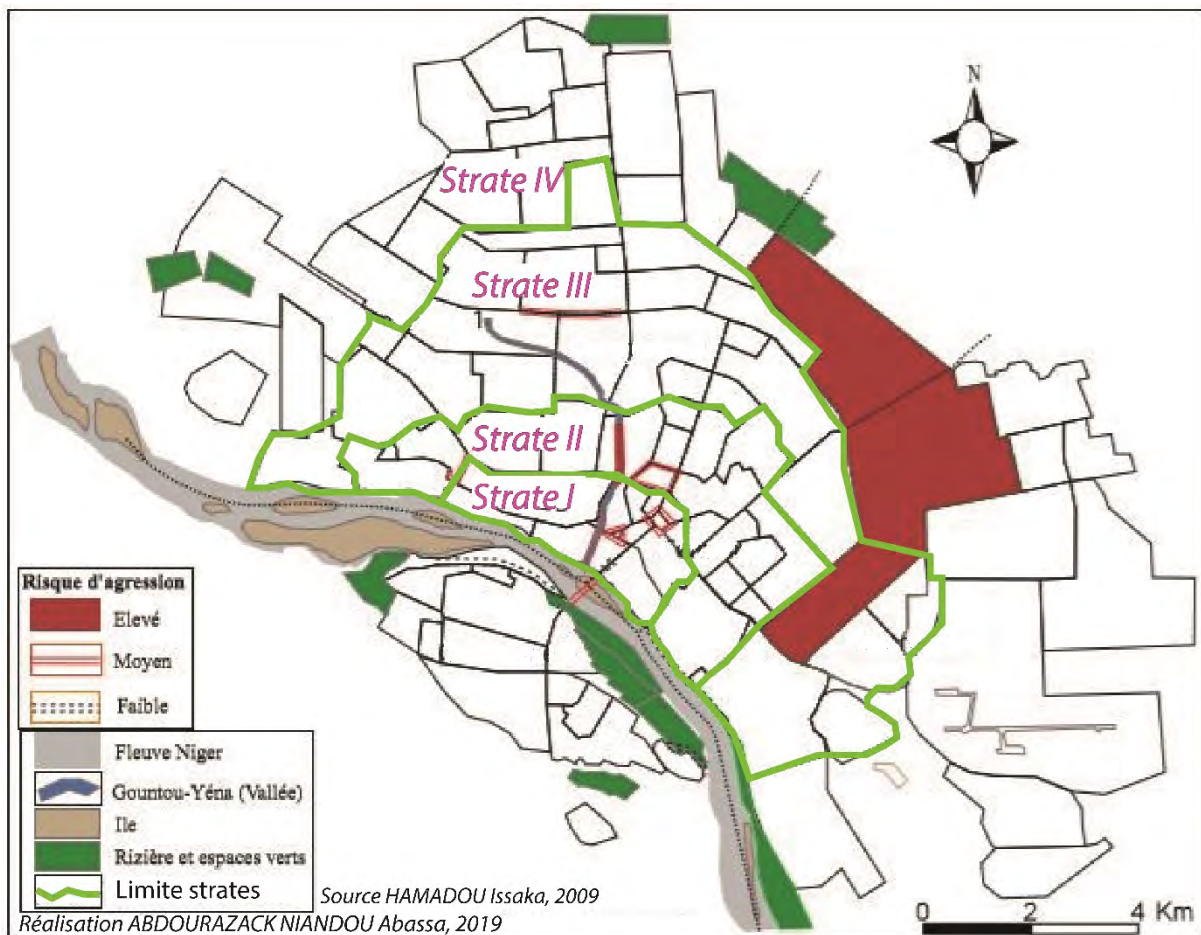 N
Strate IV
Strate III
Strate II
Strate I
Risque d'agression
Elevé
Moyen
Faible
Fleuve Niger
Gountou-Yéna (Vallée)
Ile
Rizière et espaces verts
Limite strates
Source HAMADOU Issaka, 2009
Réalisation ABDOURAZACK NIANDOU Abassa, 2019
0 2 4 Km